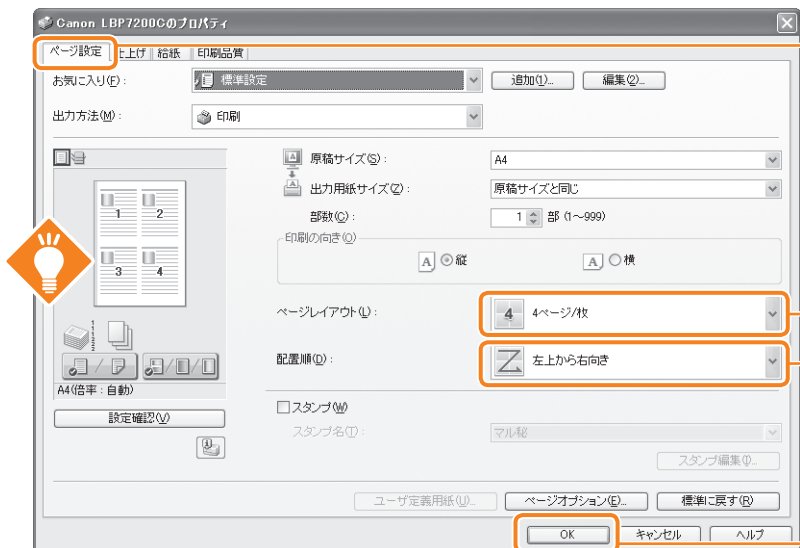 Canon LBP7200Cのプロパティ
ページ設定 仕上げ 給紙 印刷品質
お気に入り(F): 標準設定 追加(1)... 編集(2)...
出力方法(M): 印刷
原稿サイズ(S): A4
出力用紙サイズ(Z): 原稿サイズと同じ
部数(C): 1 部 (1～999)
印刷の向き(O)
A 縦 A 横
1 2
3 4
ページレイアウト(L): 4 4ページ/枚
配置順(D): 左上から右向き
A4(倍率：自動)
設定確認(V)
スタンプ(W)
スタンプ名(T): マル秘
スタンプ編集(I)...
ユーザ定義用紙(U)... ページオプション(E)... 標準に戻す(R)
OK キャンセル ヘルプ